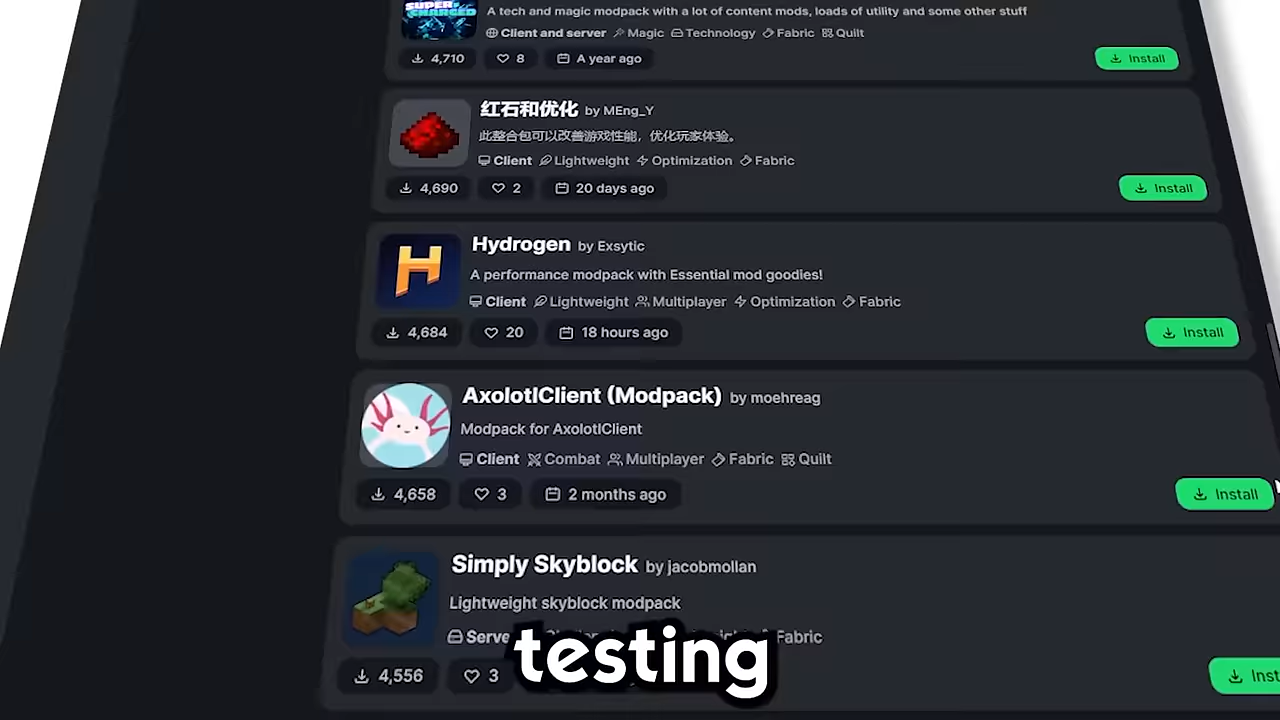 SUPER
CHARGED
A tech and magic modpack with a lot of content mods, loads of utility and some other stuff
Client and server Magic Technology Fabric Quilt
4,710 8 A year ago Install
红石和优化 by MEng_Y
此整合包可以改善游戏性能，优化玩家体验。
Client Lightweight Optimization Fabric
4,690 2 20 days ago Install
Hydrogen by Exsytic
A performance modpack with Essential mod goodies!
Client Lightweight Multiplayer Optimization Fabric
4,684 20 18 hours ago Install
AxolotlClient (Modpack) by moehreag
Modpack for AxolotlClient
Client Combat Multiplayer Fabric Quilt
4,658 3 2 months ago Install
Simply Skyblock by jacobmollan
Lightweight skyblock modpack
Serve Fabric
testing
4,556 3 Inst